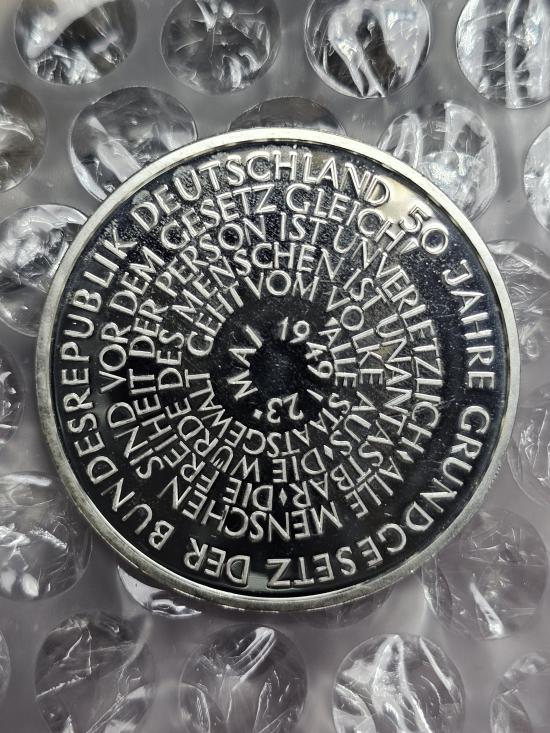 50 JAHRE GRUNDGESETZ DER BUNDESREPUBLIK DEUTSCHLAND
23. MAI 1949 / ALLE STAATSGEWALT GEHT VOM VOLKE AUS • DIE WÜRDE DES MENSCHEN IST UNANTASTBAR • DIE FREIHEIT DER PERSON IST UNVERLETZLICH • ALLE MENSCHEN SIND VOR DEM GESETZ GLEICH